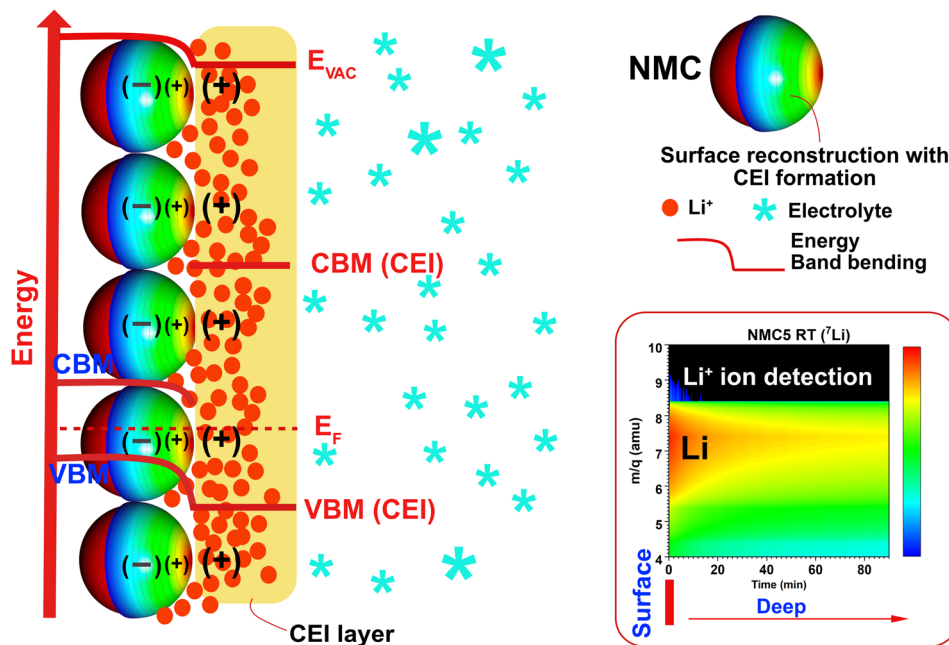 Energy
E_VAC
CBM (CEI)
CBM
E_F
VBM
VBM (CEI)
(−) (+) (+)
(−) (+) (+)
(−) (+) (+)
(−) (+) (+)
(−) (+) (+)
CEI layer
NMC
Surface reconstruction with
CEI formation
Li⁺
Electrolyte
Energy
Band bending
NMC5 RT (⁷Li)
Li⁺ ion detection
Li
m/q (amu)
10
9
8
7
6
5
4
0 20 40 60 80
Time (min)
Surface
Deep